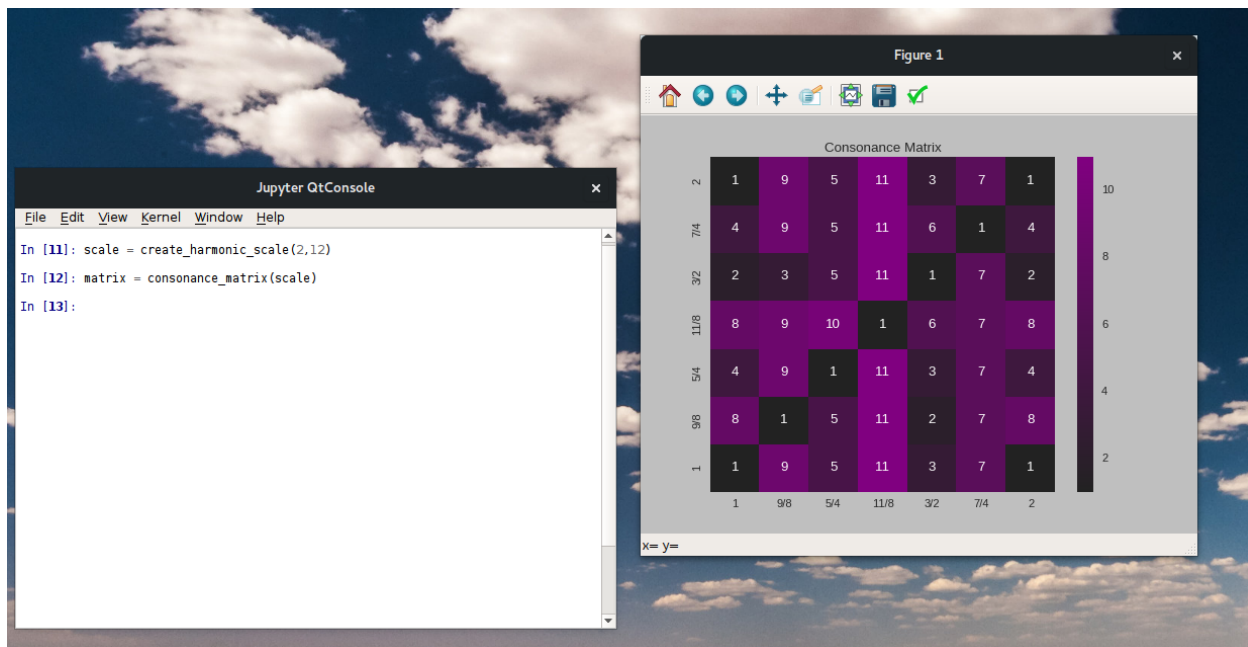 Jupyter QtConsole
×
File Edit View Kernel Window Help
In [11]: scale = create_harmonic_scale(2,12)
In [12]: matrix = consonance_matrix(scale)
In [13]:
Figure 1
×
Consonance Matrix
2 1 9 5 11 3 7 1
7/4 4 9 5 11 6 1 4
3/2 2 3 5 11 1 7 2
11/8 8 9 10 1 6 7 8
5/4 4 9 1 11 3 7 4
9/8 8 1 5 11 2 7 8
1 1 9 5 11 3 7 1
1 9/8 5/4 11/8 3/2 7/4 2
10
8
6
4
2
x= y=